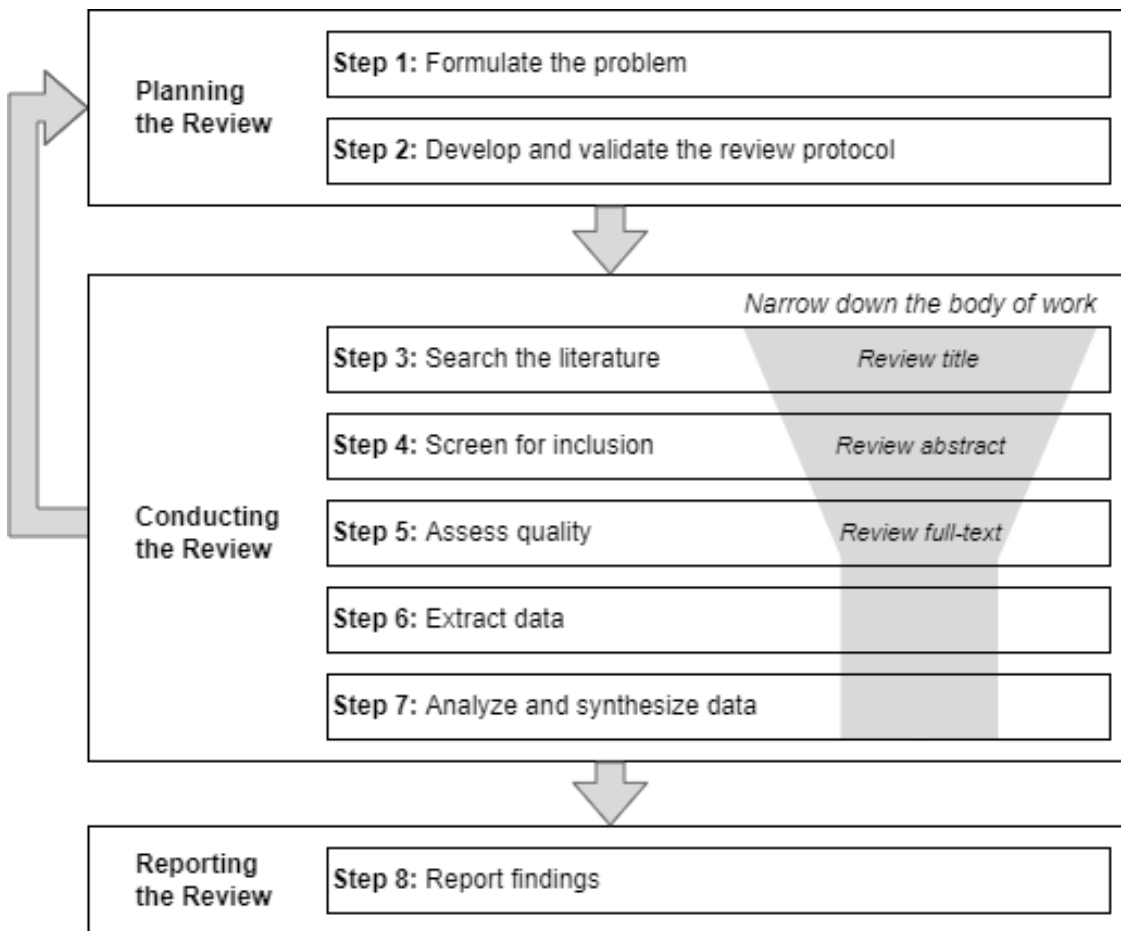 Planning
the Review
Step 1: Formulate the problem
Step 2: Develop and validate the review protocol
Narrow down the body of work
Conducting
the Review
Step 3: Search the literature
Review title
Step 4: Screen for inclusion
Review abstract
Step 5: Assess quality
Review full-text
Step 6: Extract data
Step 7: Analyze and synthesize data
Reporting
the Review
Step 8: Report findings